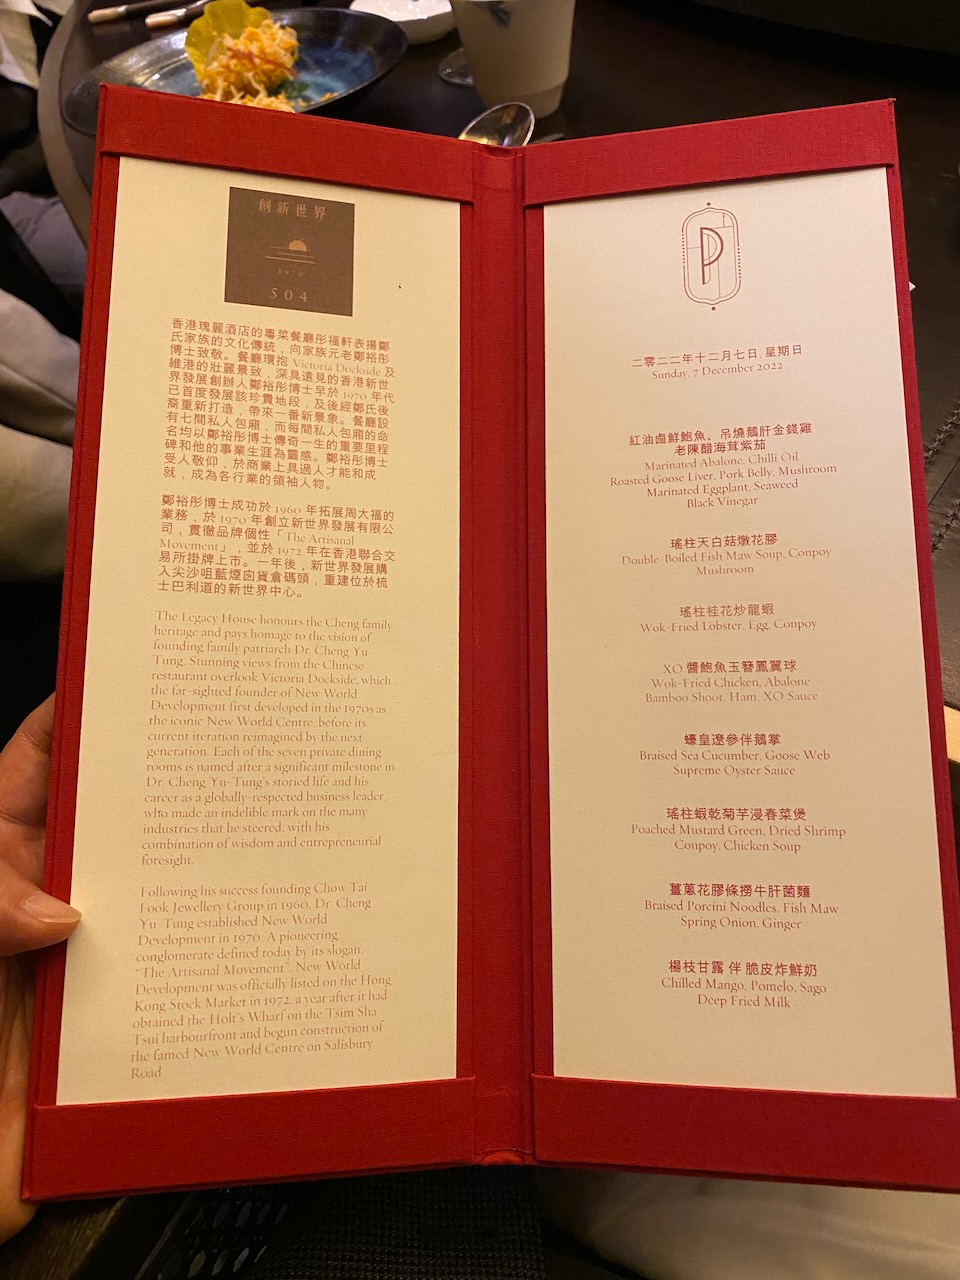 創新世界
1970
504
香港瑰麗酒店的粵菜餐廳彤福軒表揚鄭
氏家族的文化傳統，向家族元老鄭裕彤
博士致敬。餐廳環抱 Victoria Dockside 及
維港的壯麗景致，深具遠見的香港新世
界發展創辦人鄭裕彤博士早於 1970 年代
已首度發展該珍貴地段，及後經鄭氏後
裔重新打造，帶來一番新景象。餐廳設
有七間私人包廂，而每間私人包廂的命
名均以鄭裕彤博士傳奇一生的重要里程
碑和他的事業生涯為靈感。鄭裕彤博士
受人敬仰，於商業上具過人才能和成
就，成為各行業的領袖人物。
鄭裕彤博士成功於 1960 年拓展周大福的
業務，於 1970 年創立新世界發展有限公
司，貫徹品牌個性「The Artisanal
Movement」，並於 1972 年在香港聯合交
易所掛牌上市。一年後，新世界發展購
入尖沙咀藍煙囪貨倉碼頭，重建位於梳
士巴利道的新世界中心。
The Legacy House honours the Cheng family
heritage and pays homage to the vision of
founding family patriarch Dr. Cheng Yu-
Tung. Stunning views from the Chinese
restaurant overlook Victoria Dockside, which
the far-sighted founder of New World
Development first developed in the 1970s as
the iconic New World Centre, before its
current iteration reimagined by the next
generation. Each of the seven private dining
rooms is named after a significant milestone in
Dr. Cheng Yu-Tung's storied life and his
career as a globally-respected business leader,
who made an indelible mark on the many
industries that he steered, with his
combination of wisdom and entrepreneurial
foresight.
Following his success founding Chow Tai
Fook Jewellery Group in 1960, Dr. Cheng
Yu-Tung established New World
Development in 1970. A pioneering
conglomerate defined today by its slogan,
"The Artisanal Movement", New World
Development was officially listed on the Hong
Kong Stock Market in 1972, a year after it had
obtained the Holt's Wharf on the Tsim Sha
Tsui harbourfront and begun construction of
the famed New World Centre on Salisbury
Road.
P
二零二二年十二月七日, 星期日
Sunday, 7 December 2022
紅油鹵鮮鮑魚、吊燒鵝肝金錢雞
老陳醋海茸紫茄
Marinated Abalone, Chilli Oil
Roasted Goose Liver, Pork Belly, Mushroom
Marinated Eggplant, Seaweed
Black Vinegar
瑤柱天白菇燉花膠
Double-Boiled Fish Maw Soup, Conpoy
Mushroom
瑤柱桂花炒龍蝦
Wok-Fried Lobster, Egg, Conpoy
XO 醬鮑魚玉簪鳳翼球
Wok-Fried Chicken, Abalone
Bamboo Shoot, Ham, XO Sauce
蠔皇遼參伴鵝掌
Braised Sea Cucumber, Goose Web
Supreme Oyster Sauce
瑤柱蝦乾菊芋浸春菜煲
Poached Mustard Green, Dried Shrimp
Conpoy, Chicken Soup
薑蔥花膠條撈牛肝菌麵
Braised Porcini Noodles, Fish Maw
Spring Onion, Ginger
楊枝甘露 伴 脆皮炸鮮奶
Chilled Mango, Pomelo, Sago
Deep Fried Milk